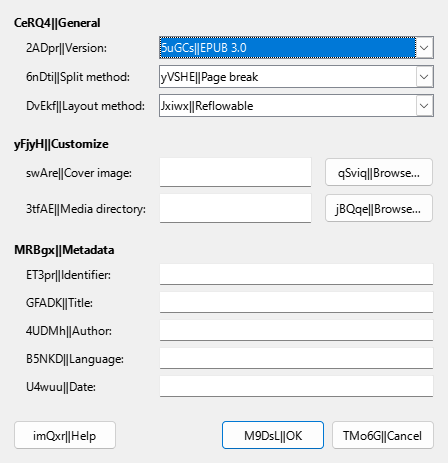 CeRQ4||General
2ADpr||Version: 5uGCs||EPUB 3.0
6nDti||Split method: yVSHE||Page break
DvEkf||Layout method: Jxiwx||Reflowable
yFjyH||Customize
swAre||Cover image: qSviq||Browse...
3tfAE||Media directory: jBQqe||Browse...
MRBgx||Metadata
ET3pr||Identifier:
GFADK||Title:
4UDMh||Author:
B5NKD||Language:
U4wuu||Date:
imQxr||Help M9DsL||OK TMo6G||Cancel